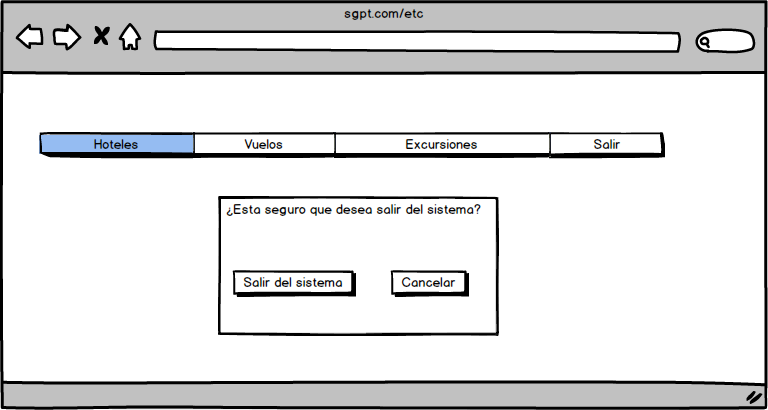 sgpt.com/etc
Hoteles Vuelos Excursiones Salir
¿Esta seguro que desea salir del sistema?
Salir del sistema Cancelar